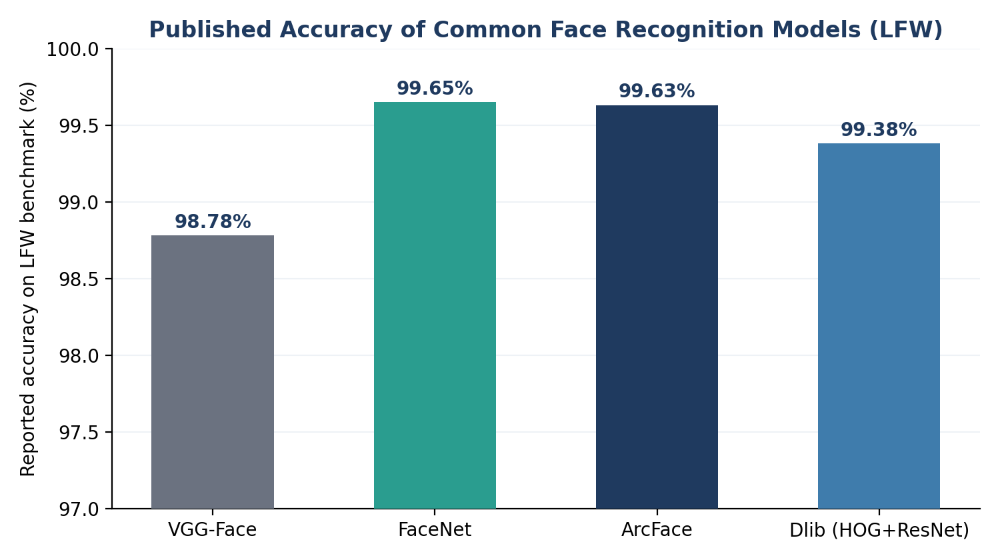 Published Accuracy of Common Face Recognition Models (LFW)
Reported accuracy on LFW benchmark (%)
100.0
99.5
99.0
98.5
98.0
97.5
97.0
98.78%
99.65%
99.63%
99.38%
VGG-Face
FaceNet
ArcFace
Dlib (HOG+ResNet)